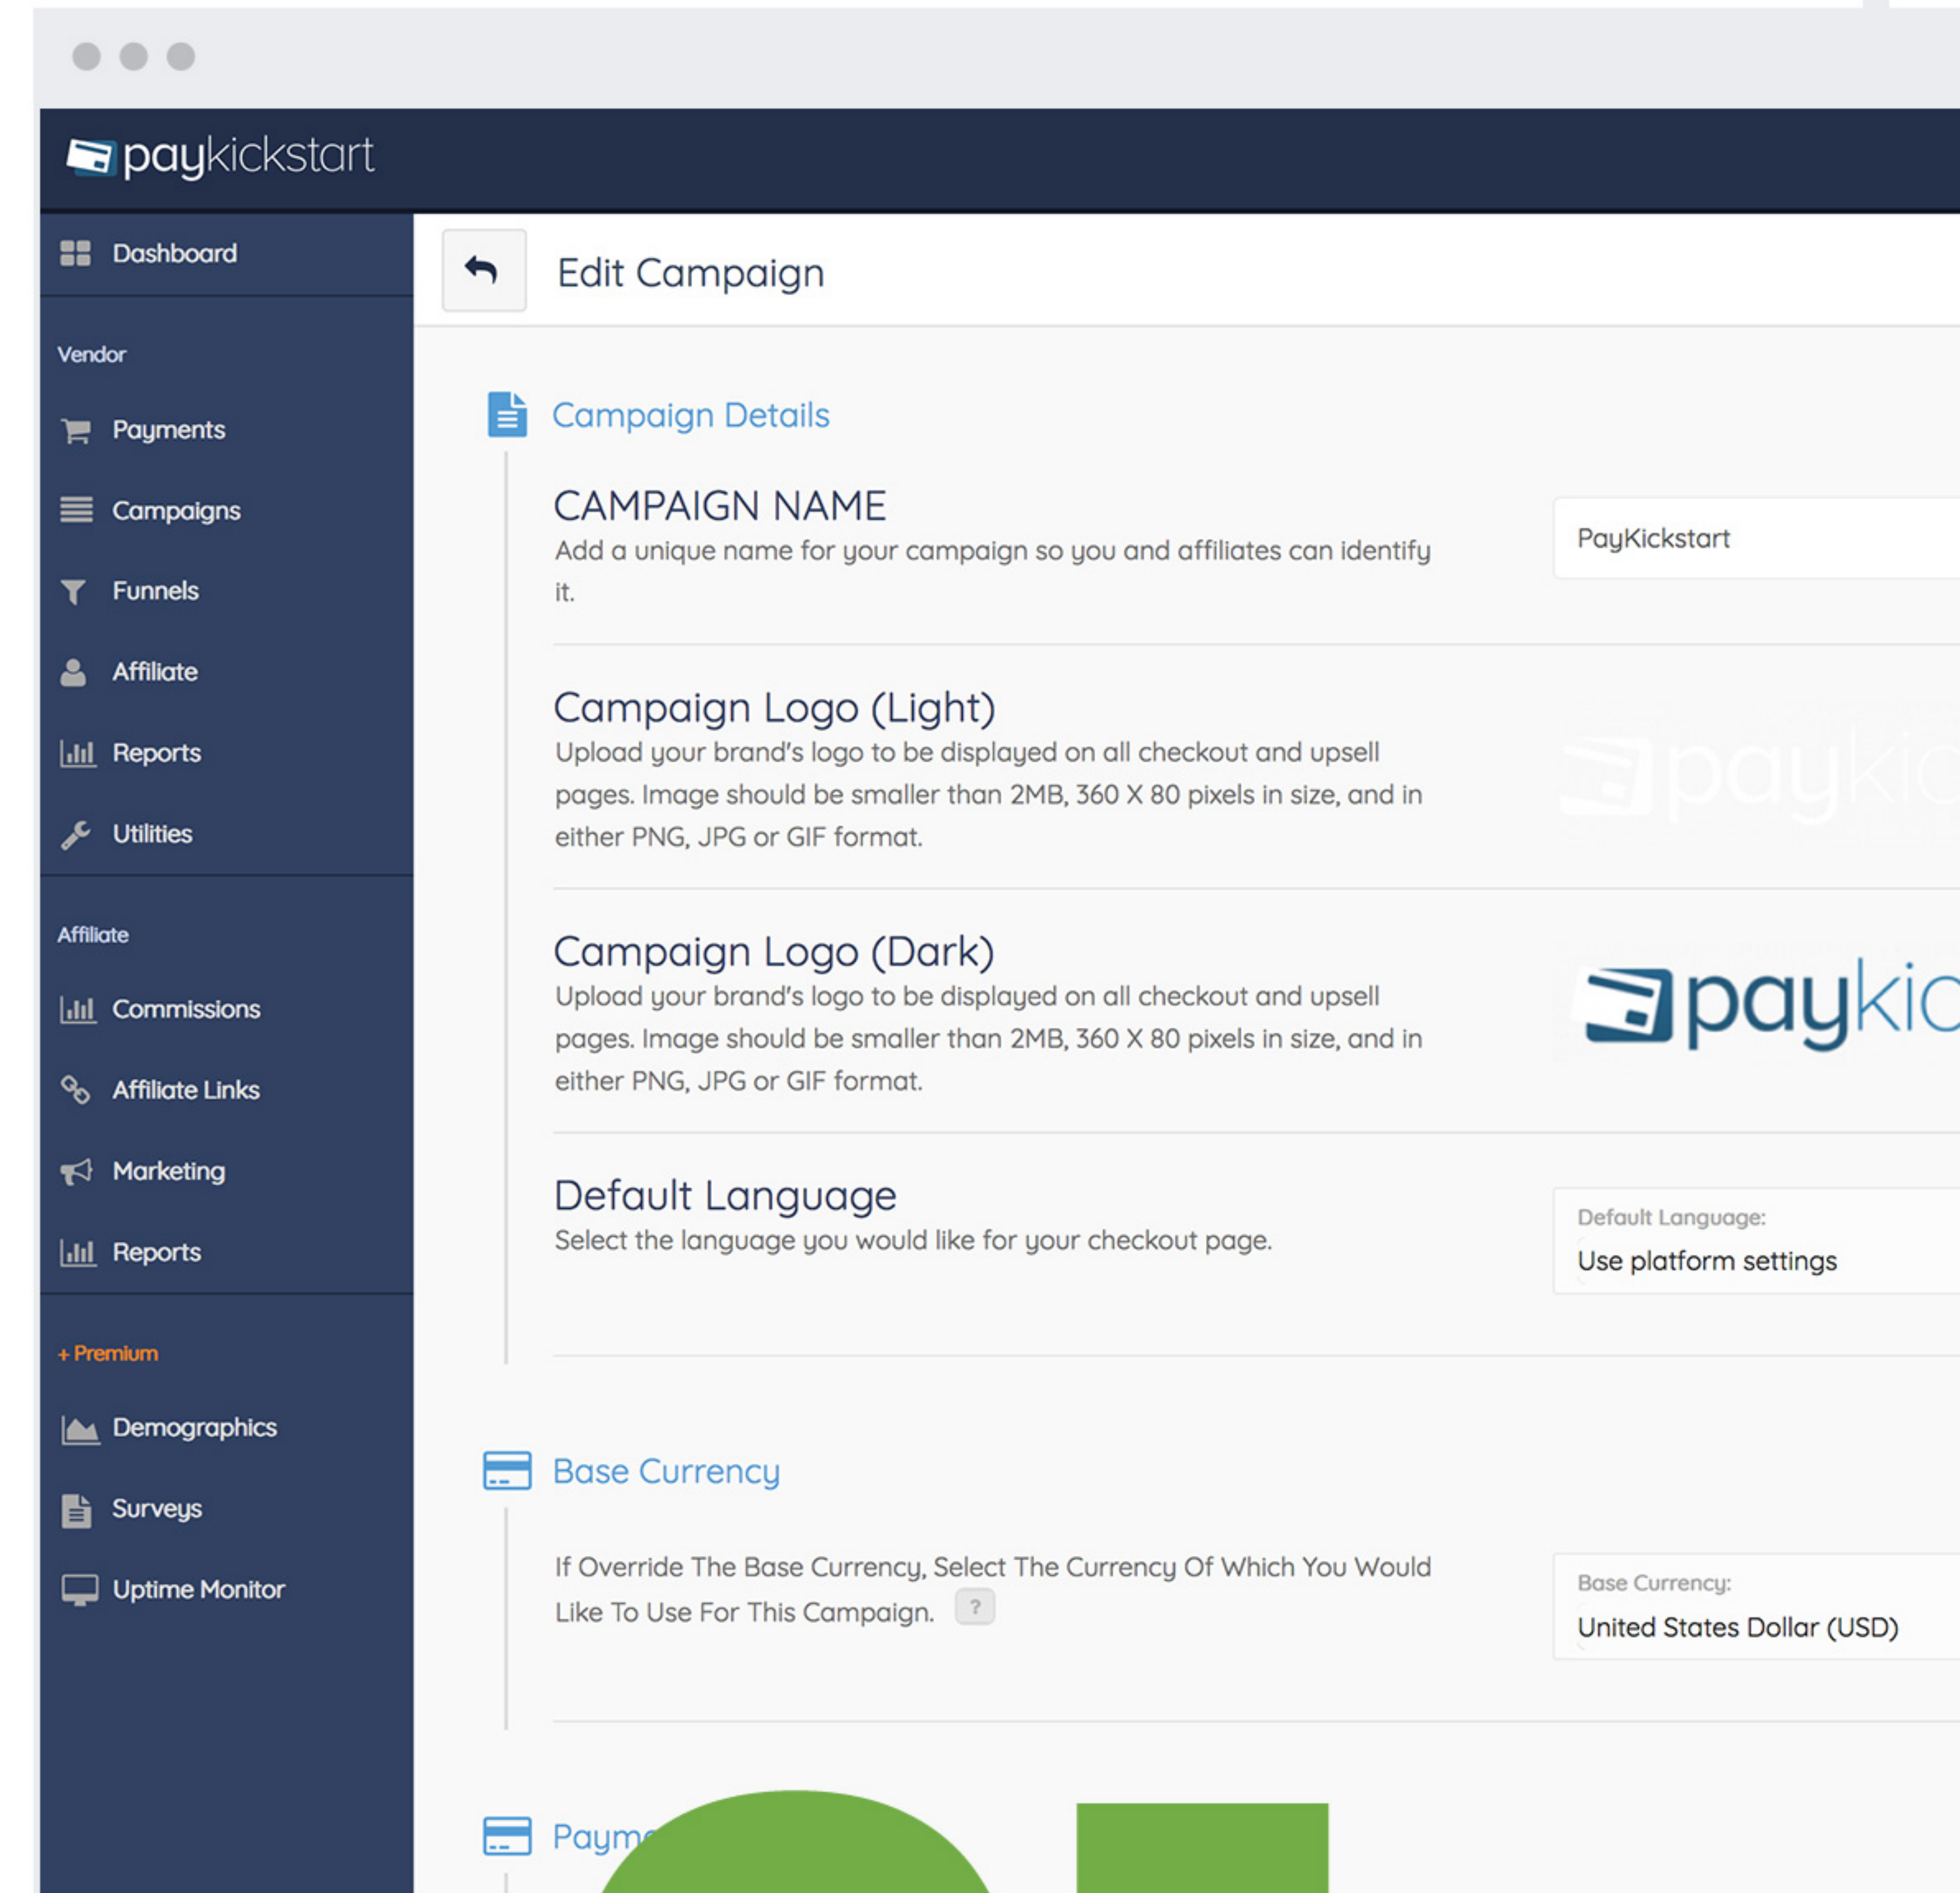 paykickstart
Dashboard
Vendor
Payments
Campaigns
Funnels
Affiliate
Reports
Utilities
Affiliate
Commissions
Affiliate Links
Marketing
Reports
+ Premium
Demographics
Surveys
Uptime Monitor
Edit Campaign
Campaign Details
CAMPAIGN NAME
Add a unique name for your campaign so you and affiliates can identify
it.
PayKickstart
Campaign Logo (Light)
Upload your brand's logo to be displayed on all checkout and upsell
pages. Image should be smaller than 2MB, 360 X 80 pixels in size, and in
either PNG, JPG or GIF format.
paykic
Campaign Logo (Dark)
Upload your brand's logo to be displayed on all checkout and upsell
pages. Image should be smaller than 2MB, 360 X 80 pixels in size, and in
either PNG, JPG or GIF format.
paykic
Default Language
Select the language you would like for your checkout page.
Default Language:
Use platform settings
Base Currency
If Override The Base Currency, Select The Currency Of Which You Would
Like To Use For This Campaign. ?
Base Currency:
United States Dollar (USD)